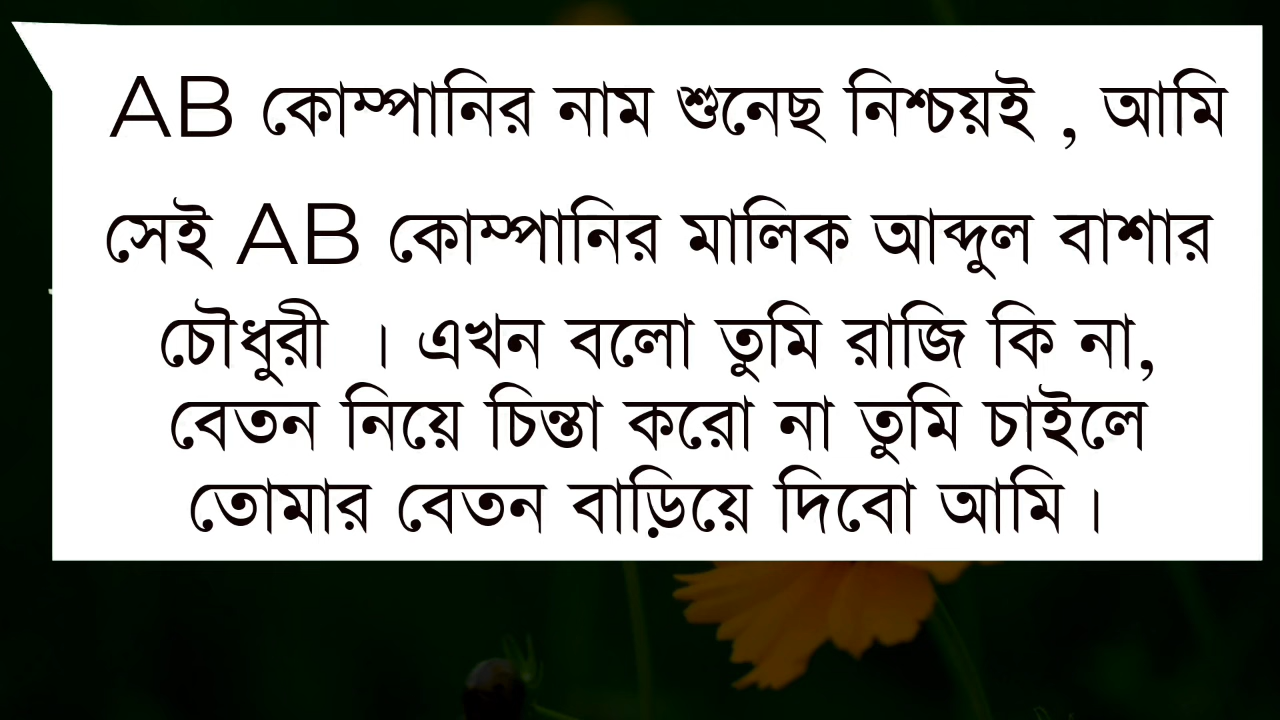 AB কোম্পানির নাম শুনেছ নিশ্চয়ই , আমি
সেই AB কোম্পানির মালিক আব্দুল বাশার
চৌধুরী । এখন বলো তুমি রাজি কি না,
বেতন নিয়ে চিন্তা করো না তুমি চাইলে
তোমার বেতন বাড়িয়ে দিবো আমি ।